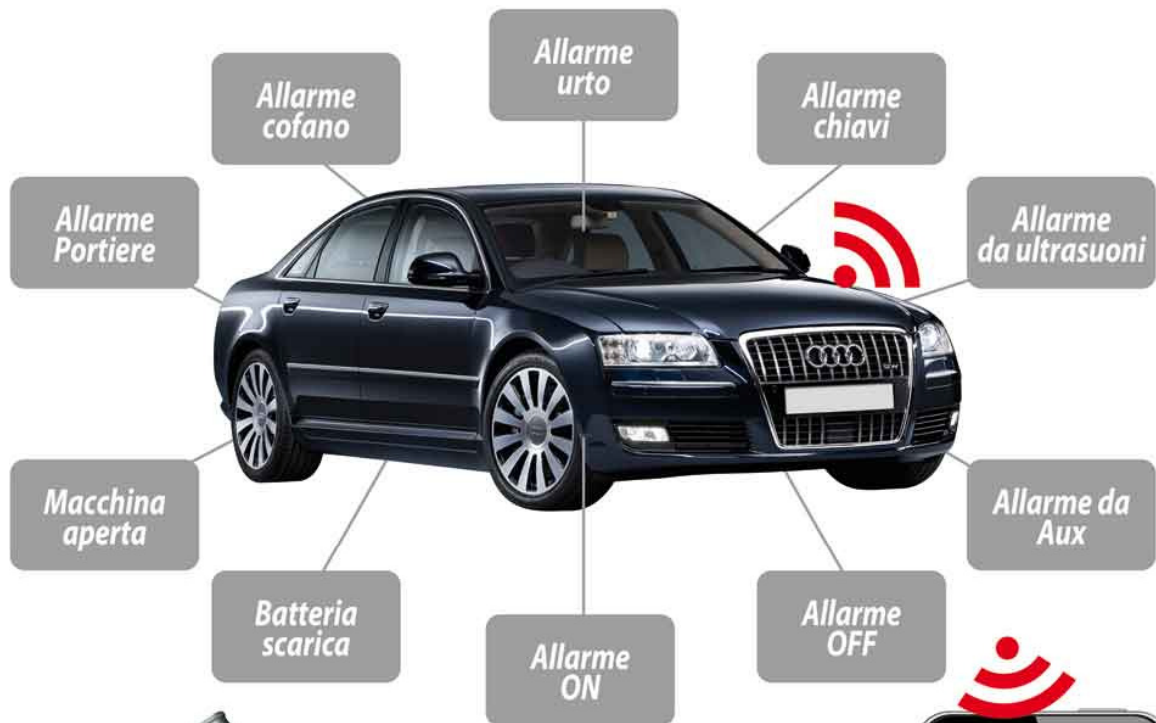 Allarme
urto
Allarme
cofano
Allarme
chiavi
Allarme
Portiere
Allarme
da ultrasuoni
Macchina
aperta
Allarme da
Aux
Batteria
scarica
Allarme
OFF
Allarme
ON